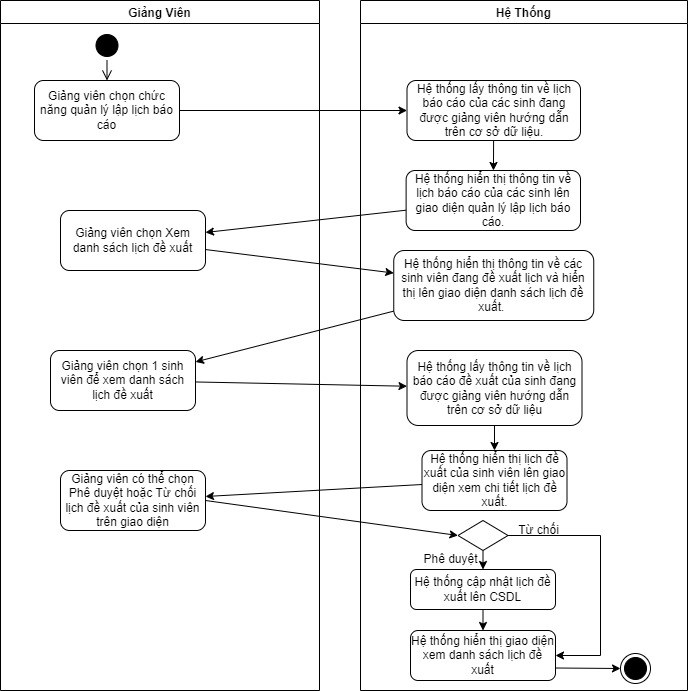 Giảng Viên
Hệ Thống
Giảng viên chọn chức
năng quản lý lập lịch báo
cáo
Hệ thống lấy thông tin về lịch
báo cáo của các sinh đang
được giảng viên hướng dẫn
trên cơ sở dữ liệu.
Hệ thống hiển thị thông tin về
lịch báo cáo của các sinh lên
giao diện quản lý lập lịch báo
cáo.
Giảng viên chọn Xem
danh sách lịch đề xuất
Hệ thống hiển thị thông tin về các
sinh viên đang đề xuất lịch và hiển
thị lên giao diện danh sách lịch đề
xuất.
Giảng viên chọn 1 sinh
viên để xem danh sách
lịch đề xuất
Hệ thống lấy thông tin về lịch
báo cáo đề xuất của sinh đang
được giảng viên hướng dẫn
trên cơ sở dữ liệu
Hệ thống hiển thị lịch đề
xuất của sinh viên lên giao
diện xem chi tiết lịch đề
xuất.
Giảng viên có thể chọn
Phê duyệt hoặc Từ chối
lịch đề xuất của sinh viên
trên giao diện
Từ chối
Phê duyệt
Hệ thống cập nhật lịch đề
xuất lên CSDL
Hệ thống hiển thị giao diện
xem danh sách lịch đề
xuất